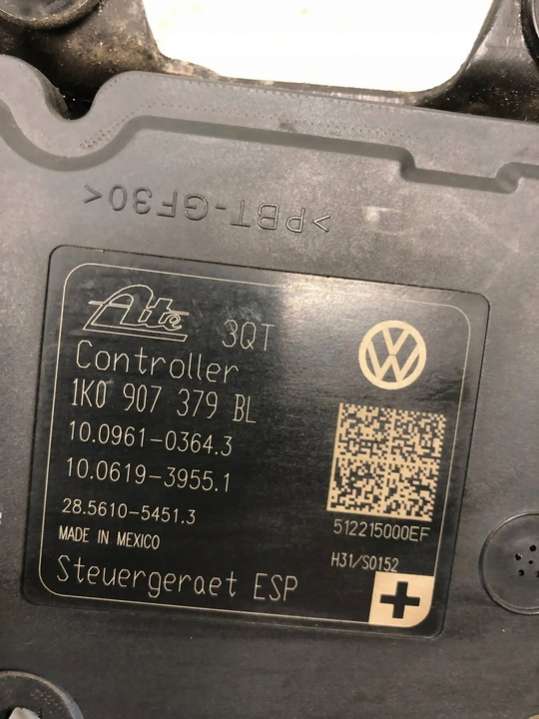 >PBT-GF30<
Ate 3QT
Controller
1K0 907 379 BL
10.0961-0364.3
10.0619-3955.1
28.5610-5451.3
MADE IN MEXICO
Steuergeraet ESP
512215000EF
H31/S0152